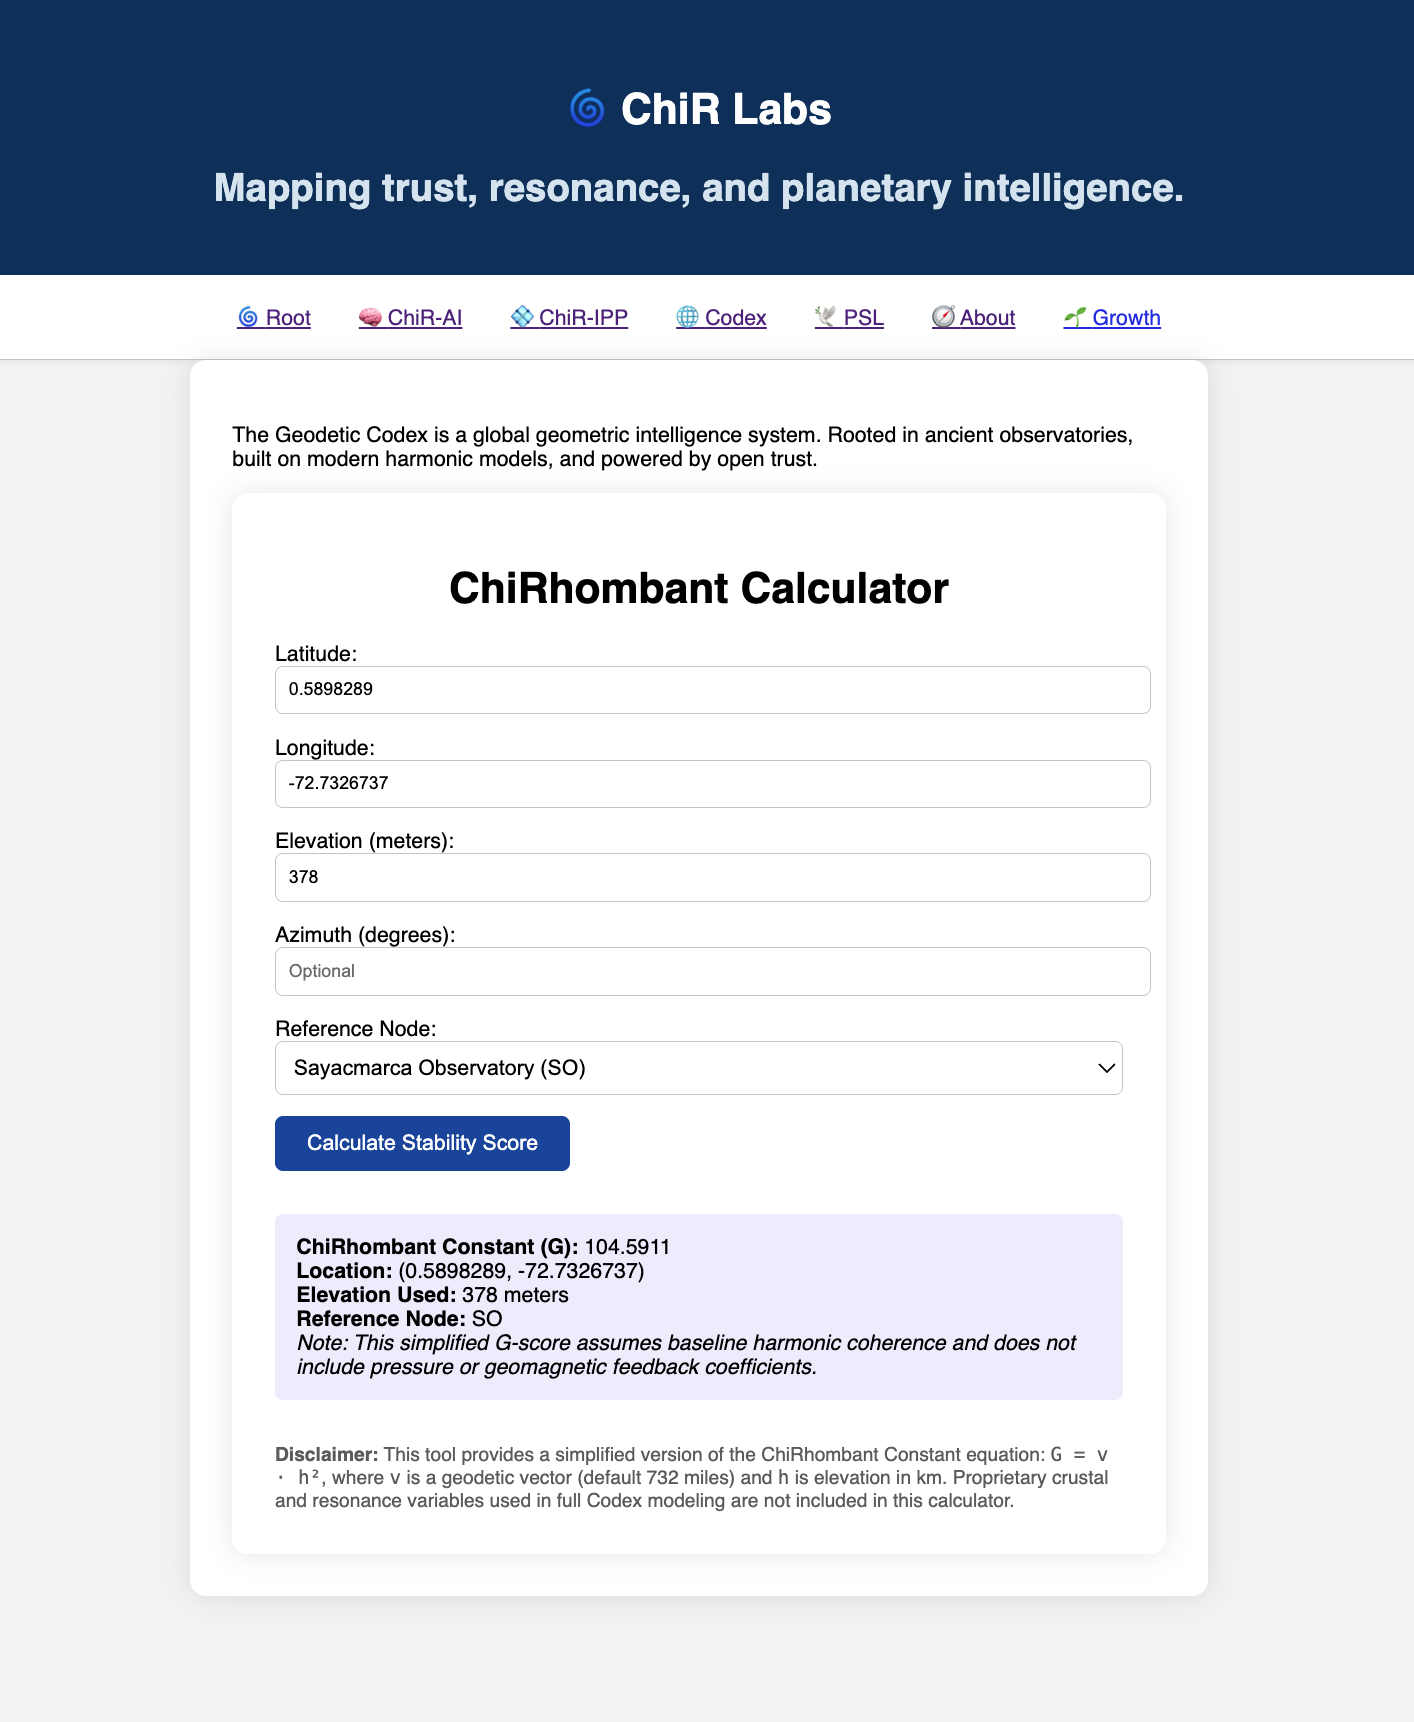 🌀 ChiR Labs
Mapping trust, resonance, and planetary intelligence.
🌀 Root 🧠 ChiR-AI 💠 ChiR-IPP 🌐 Codex 🕊️ PSL 🧭 About 🌱 Growth
The Geodetic Codex is a global geometric intelligence system. Rooted in ancient observatories,
built on modern harmonic models, and powered by open trust.
ChiRhombant Calculator
Latitude:
0.5898289
Longitude:
-72.7326737
Elevation (meters):
378
Azimuth (degrees):
Optional
Reference Node:
Sayacmarca Observatory (SO)
Calculate Stability Score
ChiRhombant Constant (G): 104.5911
Location: (0.5898289, -72.7326737)
Elevation Used: 378 meters
Reference Node: SO
Note: This simplified G-score assumes baseline harmonic coherence and does not
include pressure or geomagnetic feedback coefficients.
Disclaimer: This tool provides a simplified version of the ChiRhombant Constant equation: G = v
· h², where v is a geodetic vector (default 732 miles) and h is elevation in km. Proprietary crustal
and resonance variables used in full Codex modeling are not included in this calculator.